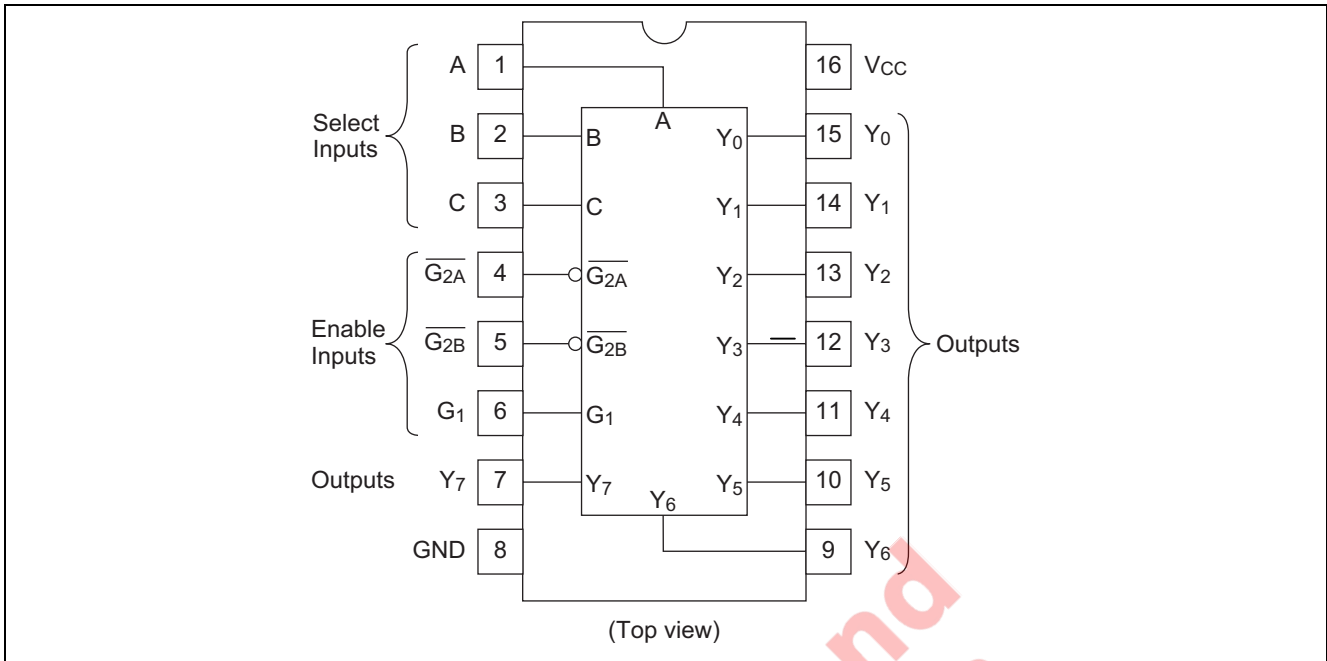 A 1 16 VCC
Select Inputs
B 2 B A Y0 15 Y0
C 3 C Y1 14 Y1
G2A 4 G2A Y2 13 Y2
Enable Inputs
G2B 5 G2B Y3 12 Y3 Outputs
G1 6 G1 Y4 11 Y4
Outputs Y7 7 Y7 Y5 10 Y5
Y6
GND 8 9 Y6
(Top view)
nd